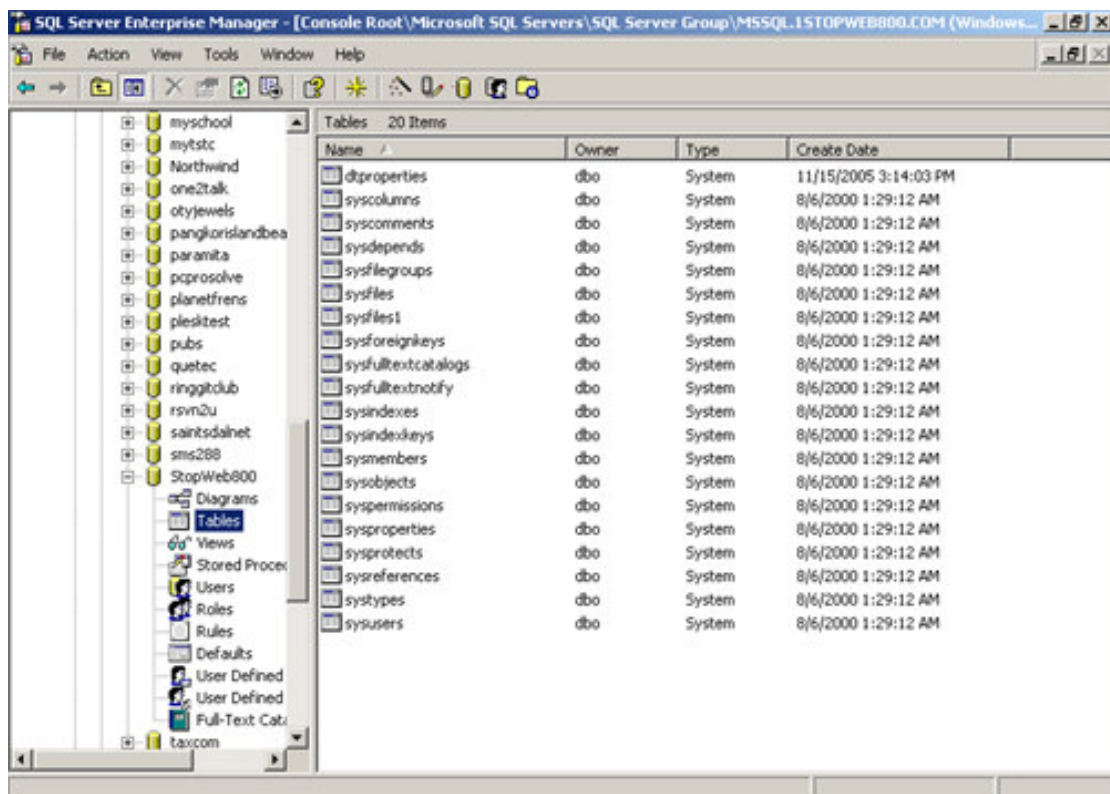 SQL Server Enterprise Manager - [Console Root\Microsoft SQL Servers\SQL Server Group\MSSQL.1STOPWEB800.COM (Windows...
File Action View Tools Window Help
Tables 20 Items
Name Owner Type Create Date
myschool
mytstc
Northwind
one2talk
otyjewels
pangkorislandbea
paramita
pcprosolve
planetfrens
plesktest
pubs
quetec
ringgitclub
rsvn2u
saintsdalnet
sms288
StopWeb800
Diagrams
Tables
Views
Stored Proced
Users
Roles
Rules
Defaults
User Defined
User Defined
Full-Text Cata
taxcom
dtproperties dbo System 11/15/2005 3:14:03 PM
syscolumns dbo System 8/6/2000 1:29:12 AM
syscomments dbo System 8/6/2000 1:29:12 AM
sysdepends dbo System 8/6/2000 1:29:12 AM
sysfilegroups dbo System 8/6/2000 1:29:12 AM
sysfiles dbo System 8/6/2000 1:29:12 AM
sysfiles1 dbo System 8/6/2000 1:29:12 AM
sysforeignkeys dbo System 8/6/2000 1:29:12 AM
sysfulltextcatalogs dbo System 8/6/2000 1:29:12 AM
sysfulltextnotify dbo System 8/6/2000 1:29:12 AM
sysindexes dbo System 8/6/2000 1:29:12 AM
sysindexkeys dbo System 8/6/2000 1:29:12 AM
sysmembers dbo System 8/6/2000 1:29:12 AM
sysobjects dbo System 8/6/2000 1:29:12 AM
syspermissions dbo System 8/6/2000 1:29:12 AM
sysproperties dbo System 8/6/2000 1:29:12 AM
sysprotects dbo System 8/6/2000 1:29:12 AM
sysreferences dbo System 8/6/2000 1:29:12 AM
systypes dbo System 8/6/2000 1:29:12 AM
sysusers dbo System 8/6/2000 1:29:12 AM